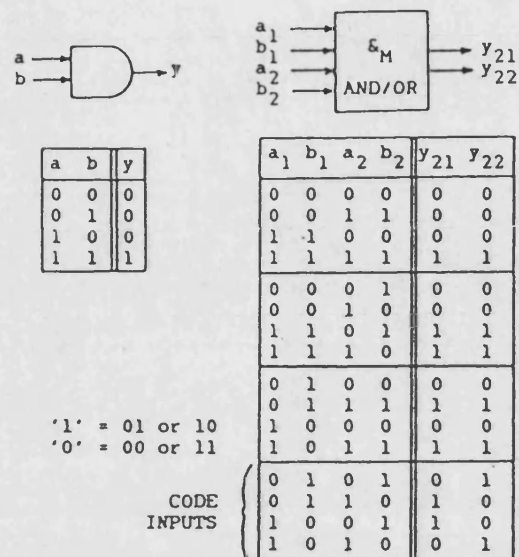 a
b
y
a1
b1
a2
b2
&M
AND/OR
y21
y22
a b y
0 0 0
0 1 0
1 0 0
1 1 1
a1 b1 a2 b2 y21 y22
0 0 0 0 0 0
0 0 1 1 0 0
1 1 0 0 0 0
1 1 1 1 1 1
0 0 0 1 0 0
0 0 1 0 0 0
1 1 0 1 1 1
1 1 1 0 1 1
0 1 0 0 0 0
0 1 1 1 1 1
1 0 0 0 0 0
1 0 1 1 1 1
0 1 0 1 0 1
0 1 1 0 1 0
1 0 0 1 1 0
1 0 1 0 0 1
'1' = 01 or 10
'0' = 00 or 11
CODE
INPUTS